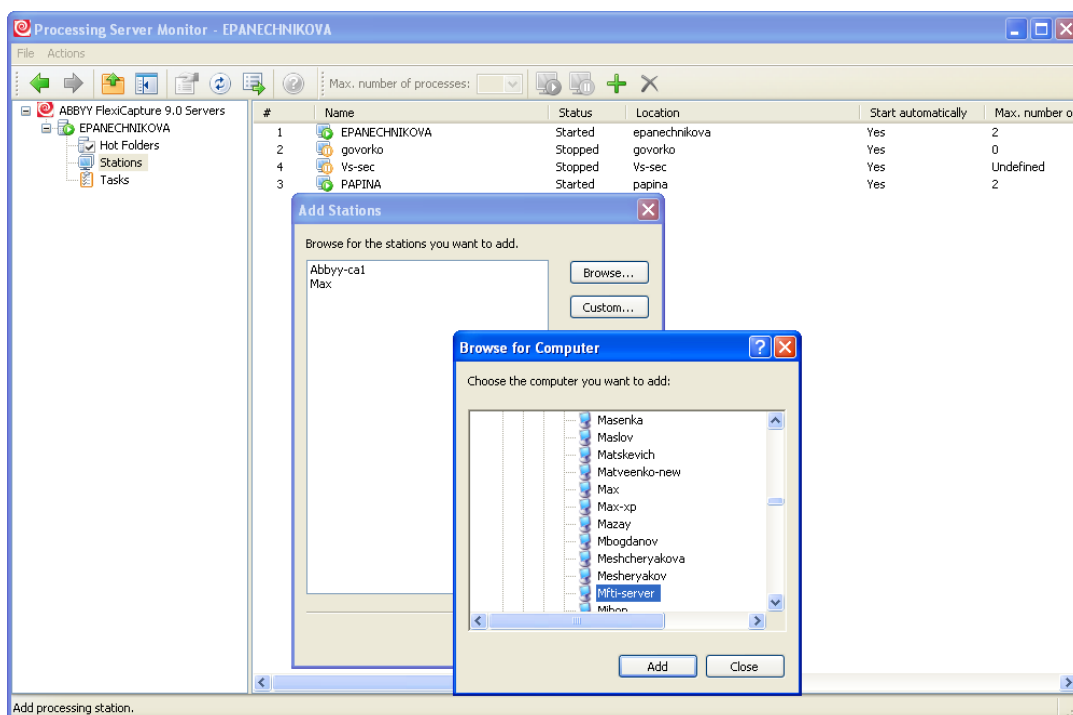 Processing Server Monitor - EPANECHNIKOVA
File Actions
Max. number of processes:
ABBYY FlexiCapture 9.0 Servers
EPANECHNIKOVA
Hot Folders
Stations
Tasks
# Name Status Location Start automatically Max. number o
1 EPANECHNIKOVA Started epanechnikova Yes 2
2 govorko Stopped govorko Yes 0
4 Vs-sec Stopped Vs-sec Yes Undefined
3 PAPINA Started papina Yes 2
Add Stations
Browse for the stations you want to add.
Abbyy-ca1
Max
Browse...
Custom...
Browse for Computer
Choose the computer you want to add:
Masenka
Maslov
Matskevich
Matveenko-new
Max
Max-xp
Mazay
Mbogdanov
Meshcheryakova
Mesheryakov
Mfti-server
Add Close
Add processing station.